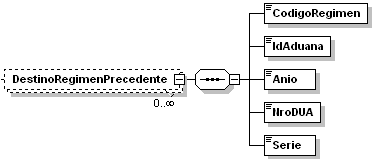 CodigoRegimen
IdAduana
DestinoRegimenPrecedente
Anio
0..∞
NroDUA
Serie